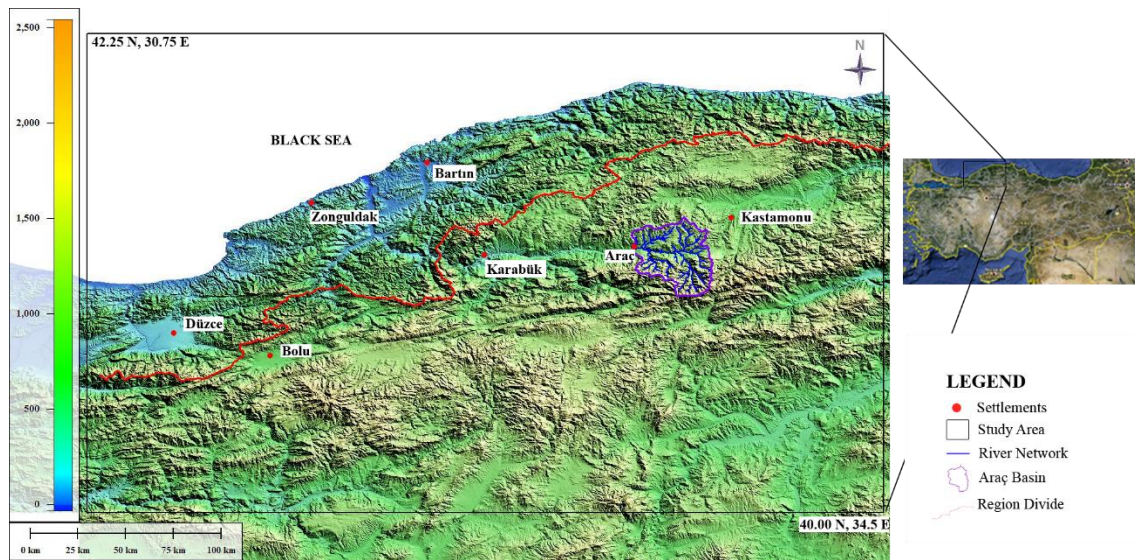 2,500
2,000
1,500
1,000
500
0
42.25 N, 30.75 E
N
BLACK SEA
Bartın
Zonguldak
Kastamonu
Araç
Karabük
Düzce
Bolu
40.00 N, 34.5 E
0 km 25 km 50 km 75 km 100 km
LEGEND
Settlements
Study Area
River Network
Araç Basin
Region Divide